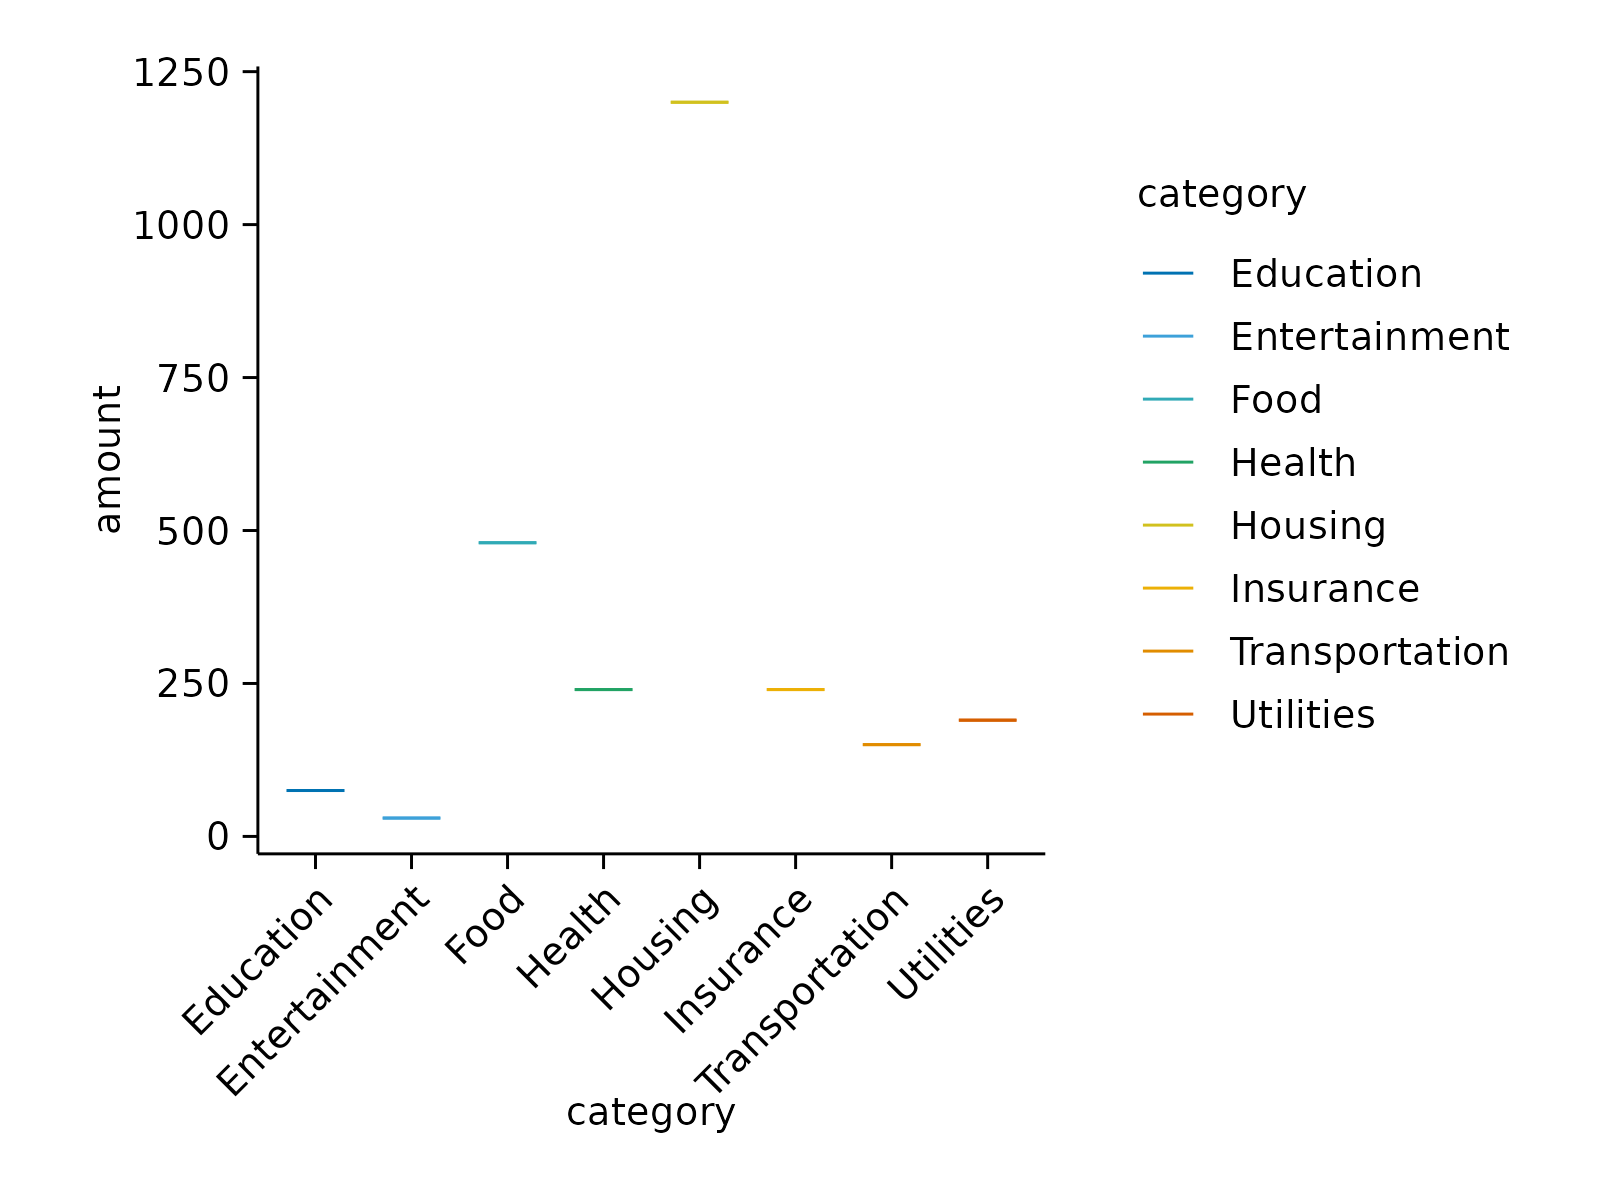 1250
1000
750
500
250
0
amount
Education
Entertainment
Food
Health
Housing
Insurance
Transportation
Utilities
category
category
Education
Entertainment
Food
Health
Housing
Insurance
Transportation
Utilities